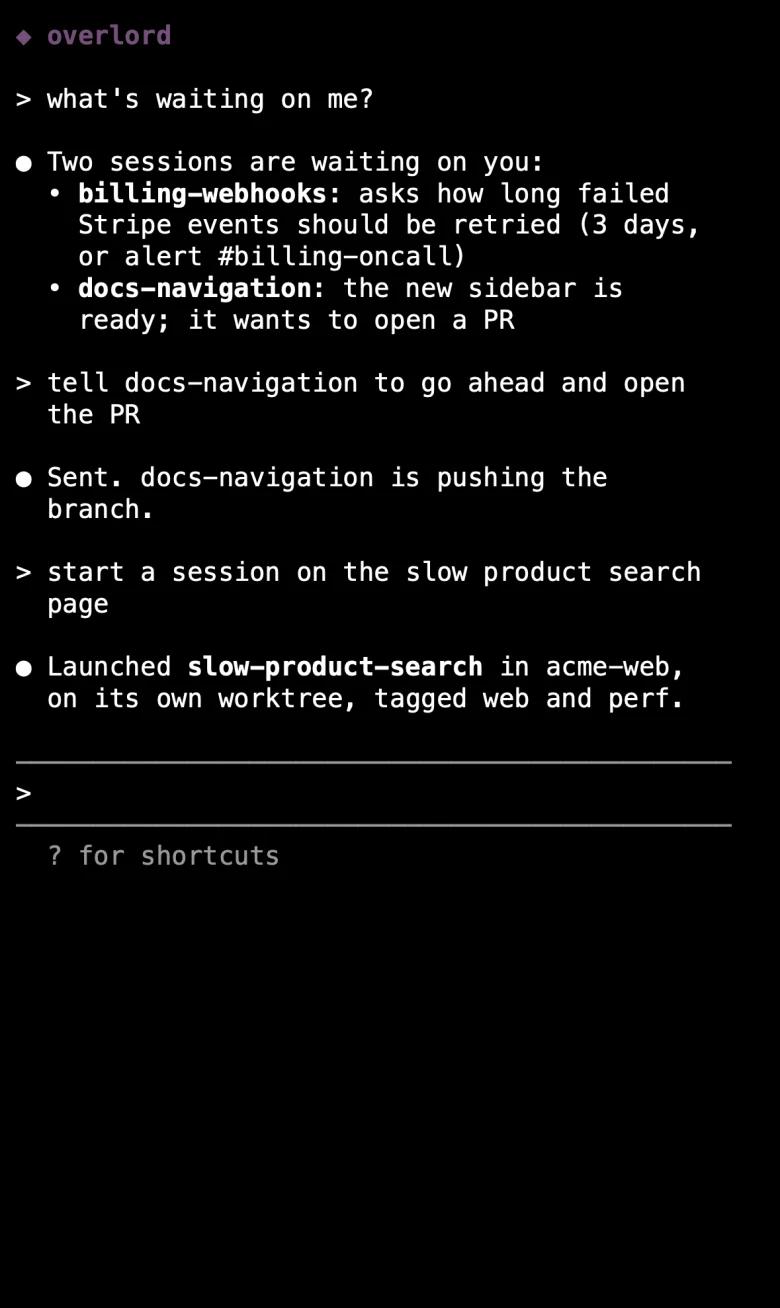 ◆ overlord
> what's waiting on me?
● Two sessions are waiting on you:
• billing-webhooks: asks how long failed
Stripe events should be retried (3 days,
or alert #billing-oncall)
• docs-navigation: the new sidebar is
ready; it wants to open a PR
> tell docs-navigation to go ahead and open
the PR
● Sent. docs-navigation is pushing the
branch.
> start a session on the slow product search
page
● Launched slow-product-search in acme-web,
on its own worktree, tagged web and perf.
>
? for shortcuts